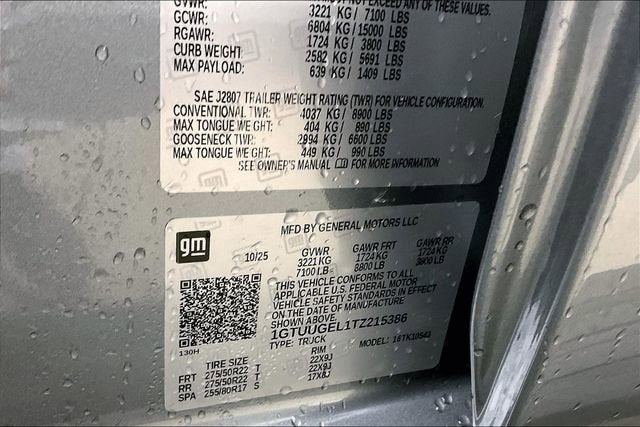 MUST NOT EXCEED ANY OF THESE VALUES.
GVWR: 3221 KG / 7100 LBS
GCWR: 6804 KG / 15000 LBS
RGAWR: 1724 KG / 3800 LBS
CURB WEIGHT: 2582 KG / 5691 LBS
MAX PAYLOAD: 639 KG / 1409 LBS
SAE J2807 TRAILER WEIGHT RATING (TWR) FOR VEHICLE CONFIGURATION.
CONVENTIONAL TWR: 4037 KG / 8900 LBS
MAX TONGUE WEIGHT: 404 KG / 890 LBS
GOOSENECK TWR: 2994 KG / 6600 LBS
MAX TONGUE WEIGHT: 449 KG / 990 LBS
SEE OWNER'S MANUAL FOR MORE INFORMATION
gm
MFD BY GENERAL MOTORS LLC
10/25 GVWR GAWR FRT GAWR RR
3221 KG 1724 KG 1724 KG
7100 LB 3800 LB 3800 LB
THIS VEHICLE CONFORMS TO ALL
APPLICABLE U.S. FEDERAL MOTOR
VEHICLE SAFETY STANDARDS IN EFFECT
ON THE DATE OF MANUFACTURE
SHOWN ABOVE.
1GTUUGEL1TZ215386
TYPE: TRUCK MODEL:
130H
TIRE SIZE RIM
FRT 275/50R22 T 22X9J
RR 275/50R22 T 22X9J
SPA 255/80R17 S 17X8J